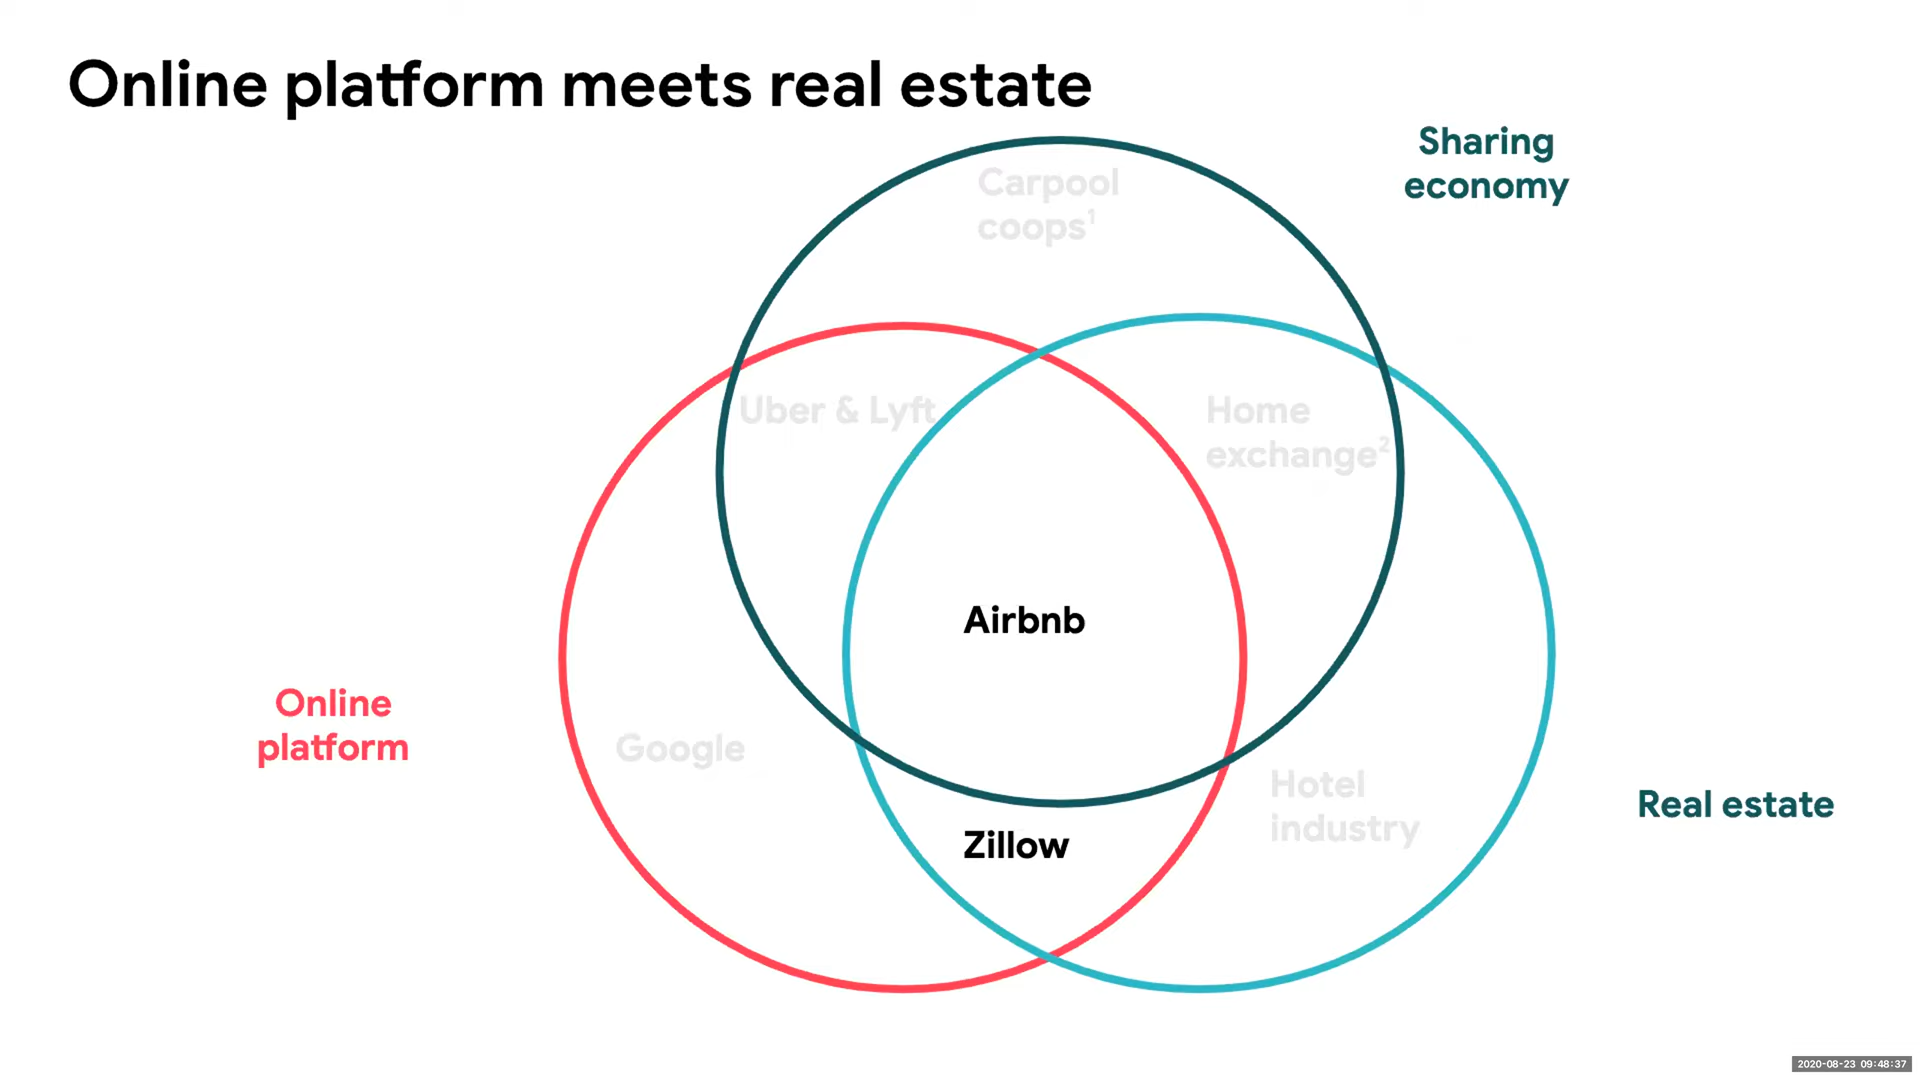 Online platform meets real estate
Sharing
economy
Carpool
coops¹
Uber & Lyft
Home
exchange²
Airbnb
Online
platform
Google
Hotel
industry
Real estate
Zillow
2020-08-23 09:48:37